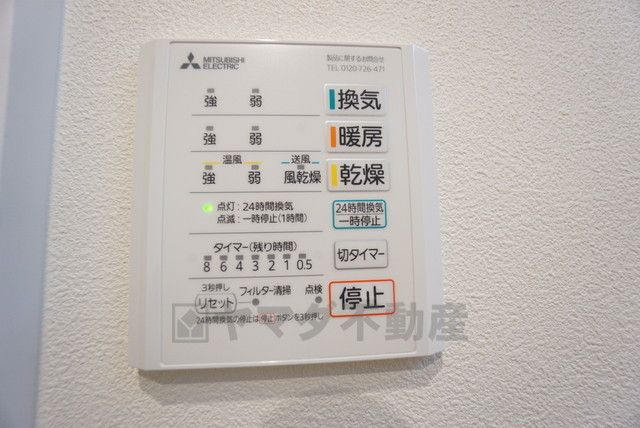 MITSUBISHI
ELECTRIC
製品に関するお問合せ
TEL 0120-726-471
強 弱 換気
強 弱 暖房
温風 送風
強 弱 風乾燥 乾燥
点灯:24時間換気
点滅:一時停止(1時間)
24時間換気
一時停止
タイマー(残り時間)
8 6 4 3 2 1 0.5
切タイマー
3秒押し
リセット
フィルター清掃 点検
停止
24時間換気の停止は停止ボタンを3秒押し
ヤマダ不動産